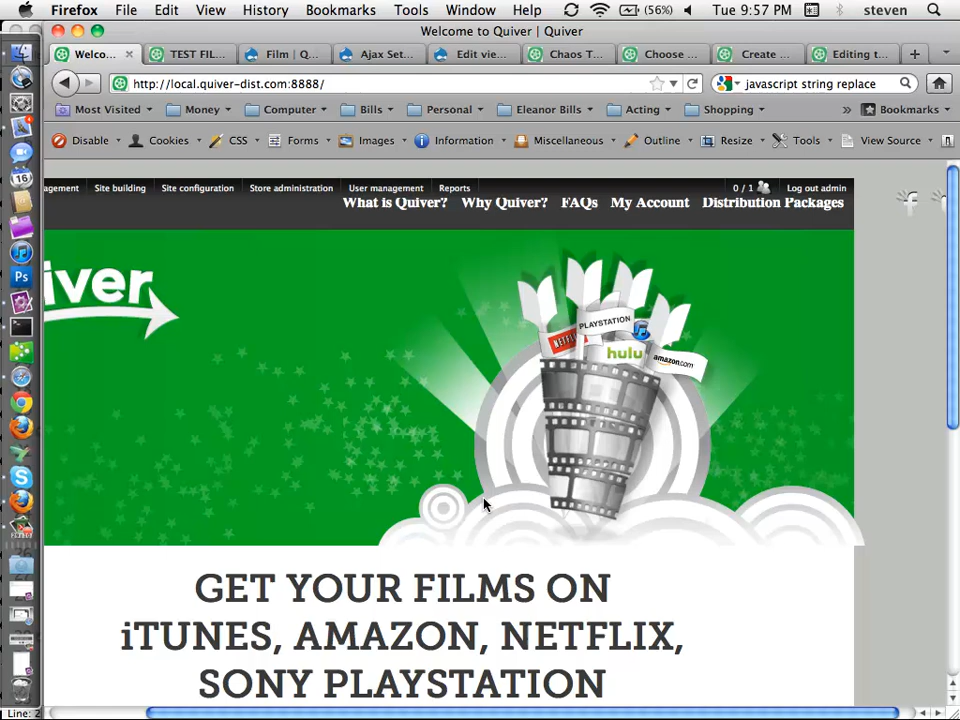 Firefox File Edit View History Bookmarks Tools Window Help (56%) Tue 9:57 PM steven
Welcome to Quiver | Quiver
Welco... TEST FIL... Film | Q... Ajax Set... Edit vie... Chaos T... Choose ... Create ... Editing t...
http://local.quiver-dist.com:8888/ javascript string replace
Most Visited Money Computer Bills Personal Eleanor Bills Acting Shopping » Bookmarks
Disable Cookies CSS Forms Images Information Miscellaneous Outline Resize Tools View Source
agement Site building Site configuration Store administration User management Reports 0 / 1 Log out admin
What is Quiver? Why Quiver? FAQs My Account Distribution Packages
iver
PLAYSTATION
NETFLIX
hulu
amazon.com
GET YOUR FILMS ON
iTUNES, AMAZON, NETFLIX,
SONY PLAYSTATION
Line: 2
16
Ps